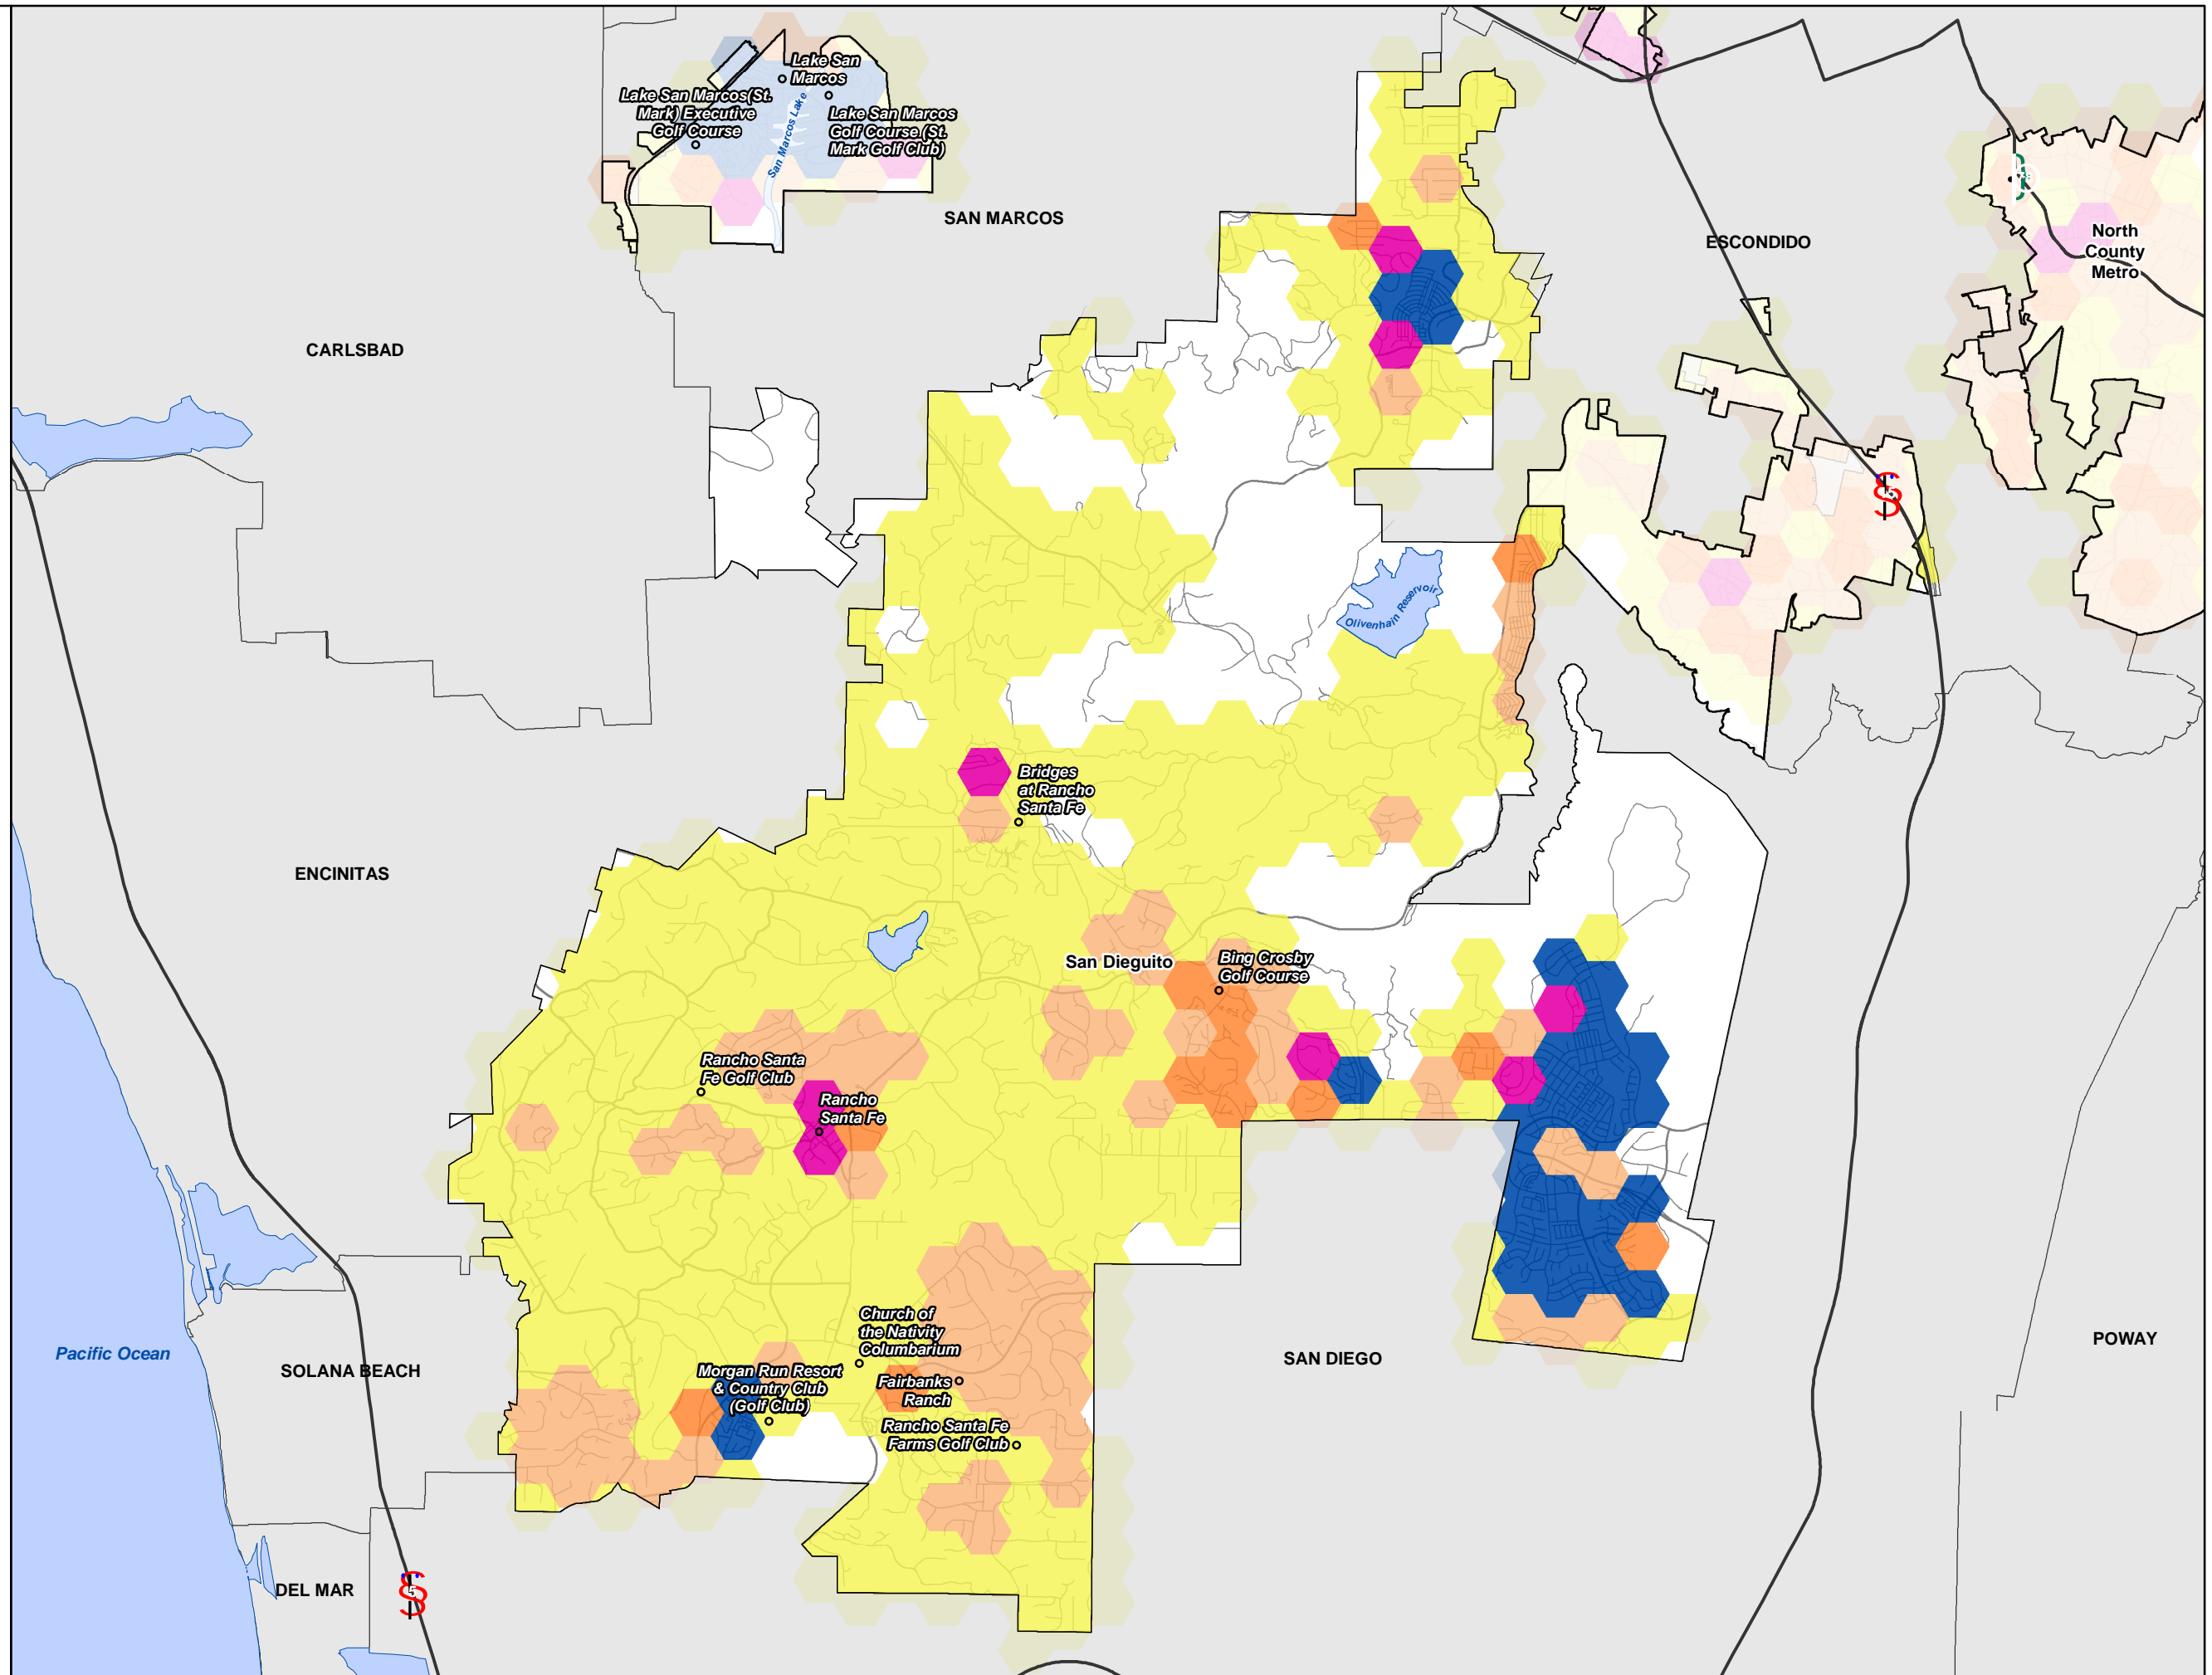 Lake San
Marcos
Lake San Marcos(St.
Mark) Executive
Golf Course
Lake San Marcos
Golf Course (St.
Mark Golf Club)
San Marcos Lake
SAN MARCOS
ESCONDIDO
North
County
Metro
CARLSBAD
Olivenhain Reservoir
Bridges
at Rancho
Santa Fe
ENCINITAS
San Dieguito
Bing Crosby
Golf Course
Rancho Santa
Fe Golf Club
Rancho
Santa Fe
Church of
the Nativity
Columbarium
Pacific Ocean
SOLANA BEACH
Morgan Run Resort
& Country Club
(Golf Club)
Fairbanks
Ranch
Rancho Santa Fe
Farms Golf Club
SAN DIEGO
POWAY
DEL MAR